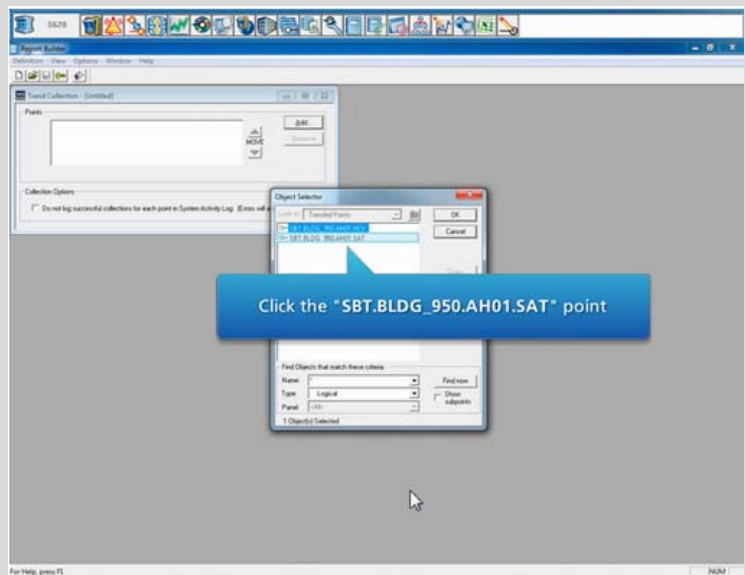 5620
Report Builder
Definition View Options Window Help
Trend Collection - [Untitled]
Points
Add...
MOVE
Remove
Collection Options
Do not log successful collections for each point in System Activity Log. (Errors will a
Object Selector
Look in: Trended Points
OK
SBT.BLDG_950.AH01.HCV
Cancel
SBT.BLDG_950.AH01.SAT
Click the "SBT.BLDG_950.AH01.SAT" point
Find Objects that match these criteria
Name *
Find now
Type Logical
Show subpoints
Panel <All>
1 Object(s) Selected
For Help, press F1
NUM